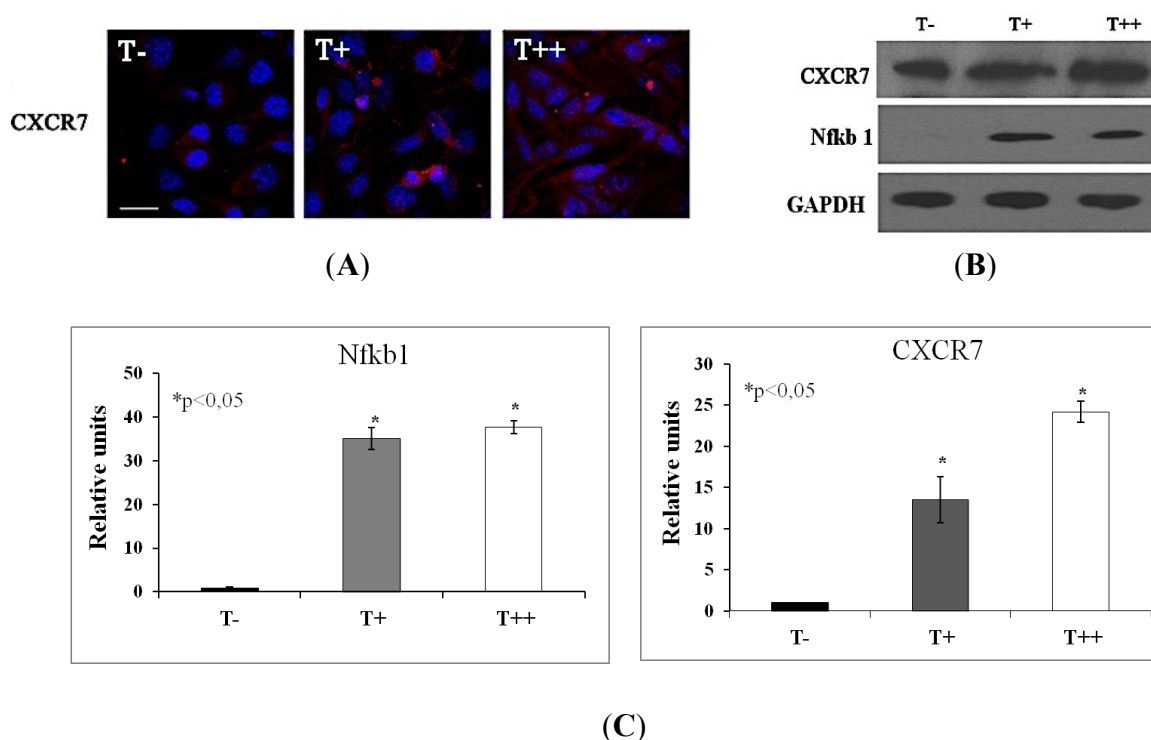 T-
T+
T++
CXCR7
(A)
T- T+ T++
CXCR7
Nfkb 1
GAPDH
(B)
Nfkb1
*p<0,05
Relative units
50
40
30
20
10
0
*
*
T- T+ T++
CXCR7
*p<0,05
Relative units
30
25
20
15
10
5
0
*
*
T- T+ T++
(C)